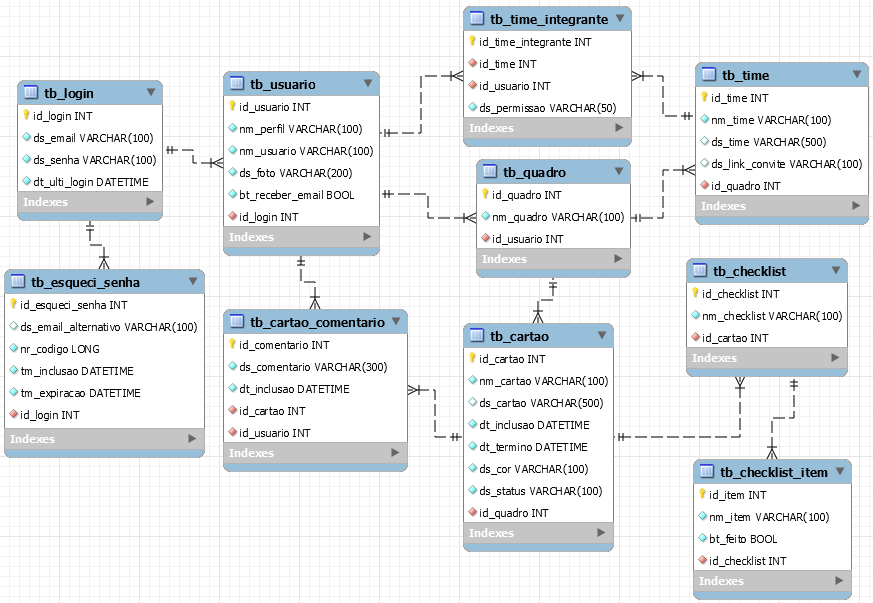 tb_login
id_login INT
ds_email VARCHAR(100)
ds_senha VARCHAR(100)
dt_ulti_login DATETIME
Indexes
tb_usuario
id_usuario INT
nm_perfil VARCHAR(100)
nm_usuario VARCHAR(100)
ds_foto VARCHAR(200)
bt_receber_email BOOL
id_login INT
Indexes
tb_time_integrante
id_time_integrante INT
id_time INT
id_usuario INT
ds_permissao VARCHAR(50)
Indexes
tb_time
id_time INT
nm_time VARCHAR(100)
ds_time VARCHAR(500)
ds_link_convite VARCHAR(100)
id_quadro INT
Indexes
tb_quadro
id_quadro INT
nm_quadro VARCHAR(100)
id_usuario INT
Indexes
tb_esqueci_senha
id_esqueci_senha INT
ds_email_alternativo VARCHAR(100)
nr_codigo LONG
tm_inclusao DATETIME
tm_expiracao DATETIME
id_login INT
Indexes
tb_cartao_comentario
id_comentario INT
ds_comentario VARCHAR(300)
dt_inclusao DATETIME
id_cartao INT
id_usuario INT
Indexes
tb_cartao
id_cartao INT
nm_cartao VARCHAR(100)
ds_cartao VARCHAR(500)
dt_inclusao DATETIME
dt_termino DATETIME
ds_cor VARCHAR(100)
ds_status VARCHAR(100)
id_quadro INT
Indexes
tb_checklist
id_checklist INT
nm_checklist VARCHAR(100)
id_cartao INT
Indexes
tb_checklist_item
id_item INT
nm_item VARCHAR(100)
bt_feito BOOL
id_checklist INT
Indexes